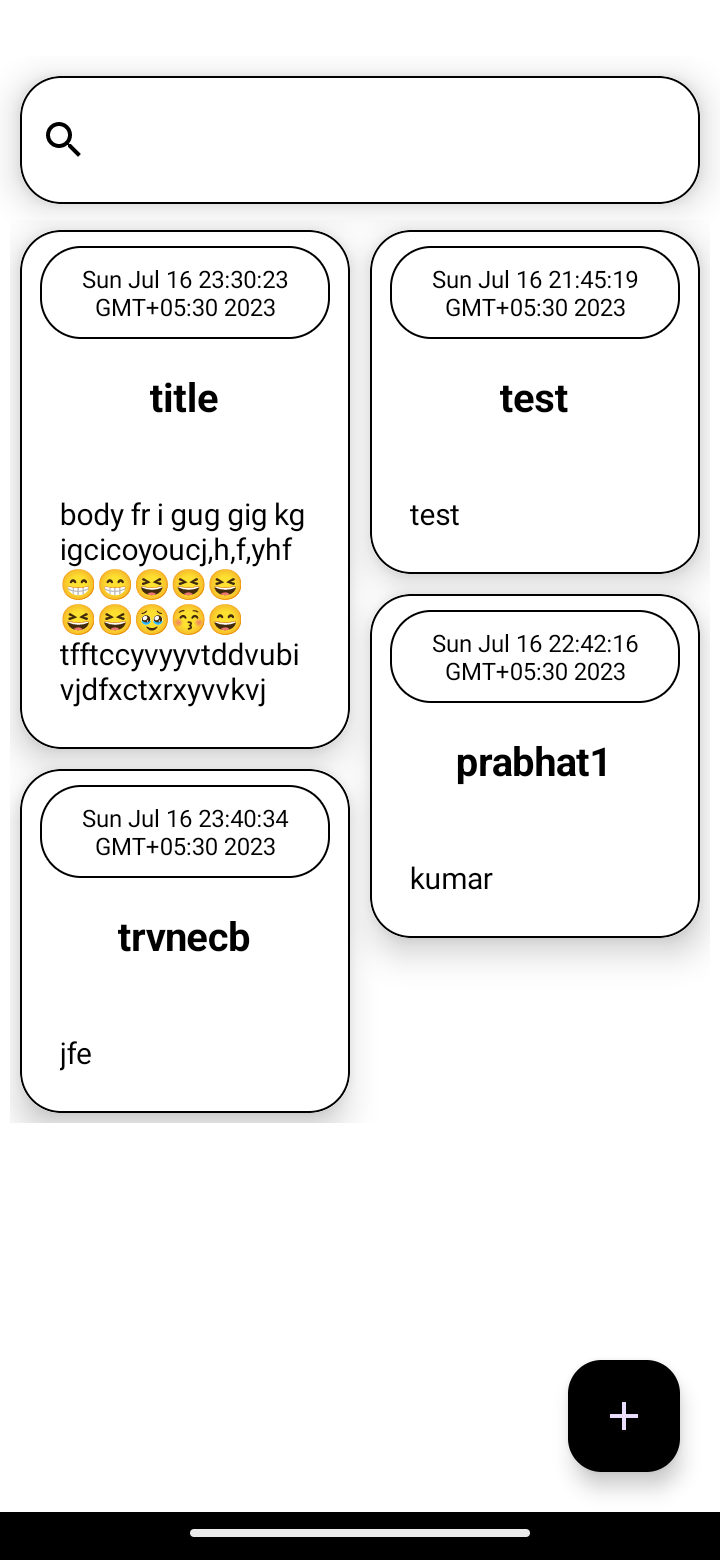 Sun Jul 16 23:30:23
GMT+05:30 2023
title
body fr i gug gig kg
igcicoyoucj,h,f,yhf
😁😁😆😆😆
😆😆🥹😚😄
tfftccyvyyvtddvubi
vjdfxctxrxyvvkvj
Sun Jul 16 21:45:19
GMT+05:30 2023
test
test
Sun Jul 16 23:40:34
GMT+05:30 2023
trvnecb
jfe
Sun Jul 16 22:42:16
GMT+05:30 2023
prabhat1
kumar